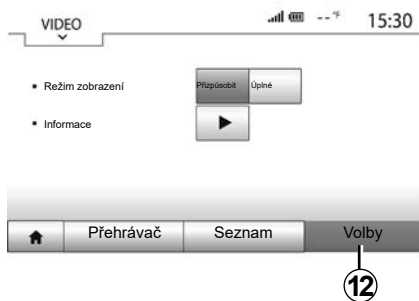 VIDEO
--°F
15:30
▪ Režim zobrazení
Přizpůsobit Úplné
▪ Informace
Přehrávač Seznam Volby
12